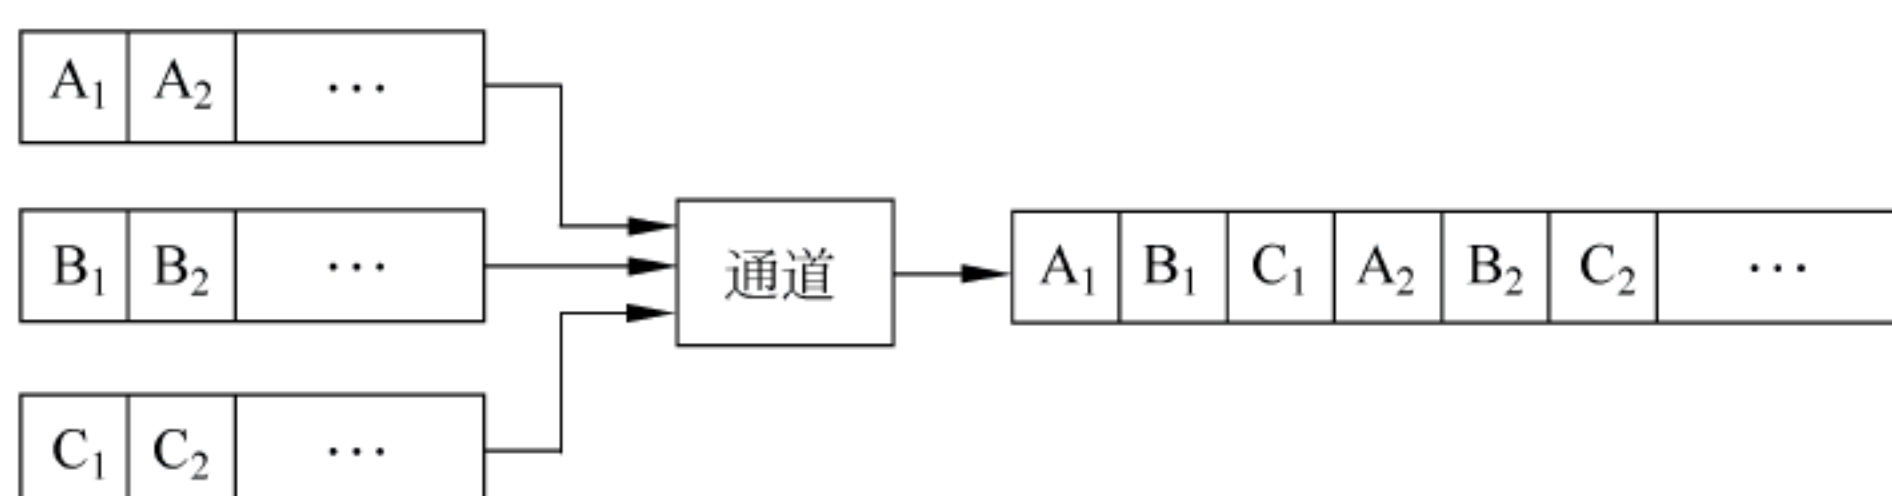 A₁ A₂ …
B₁ B₂ …
通道
A₁ B₁ C₁ A₂ B₂ C₂ …
C₁ C₂ …